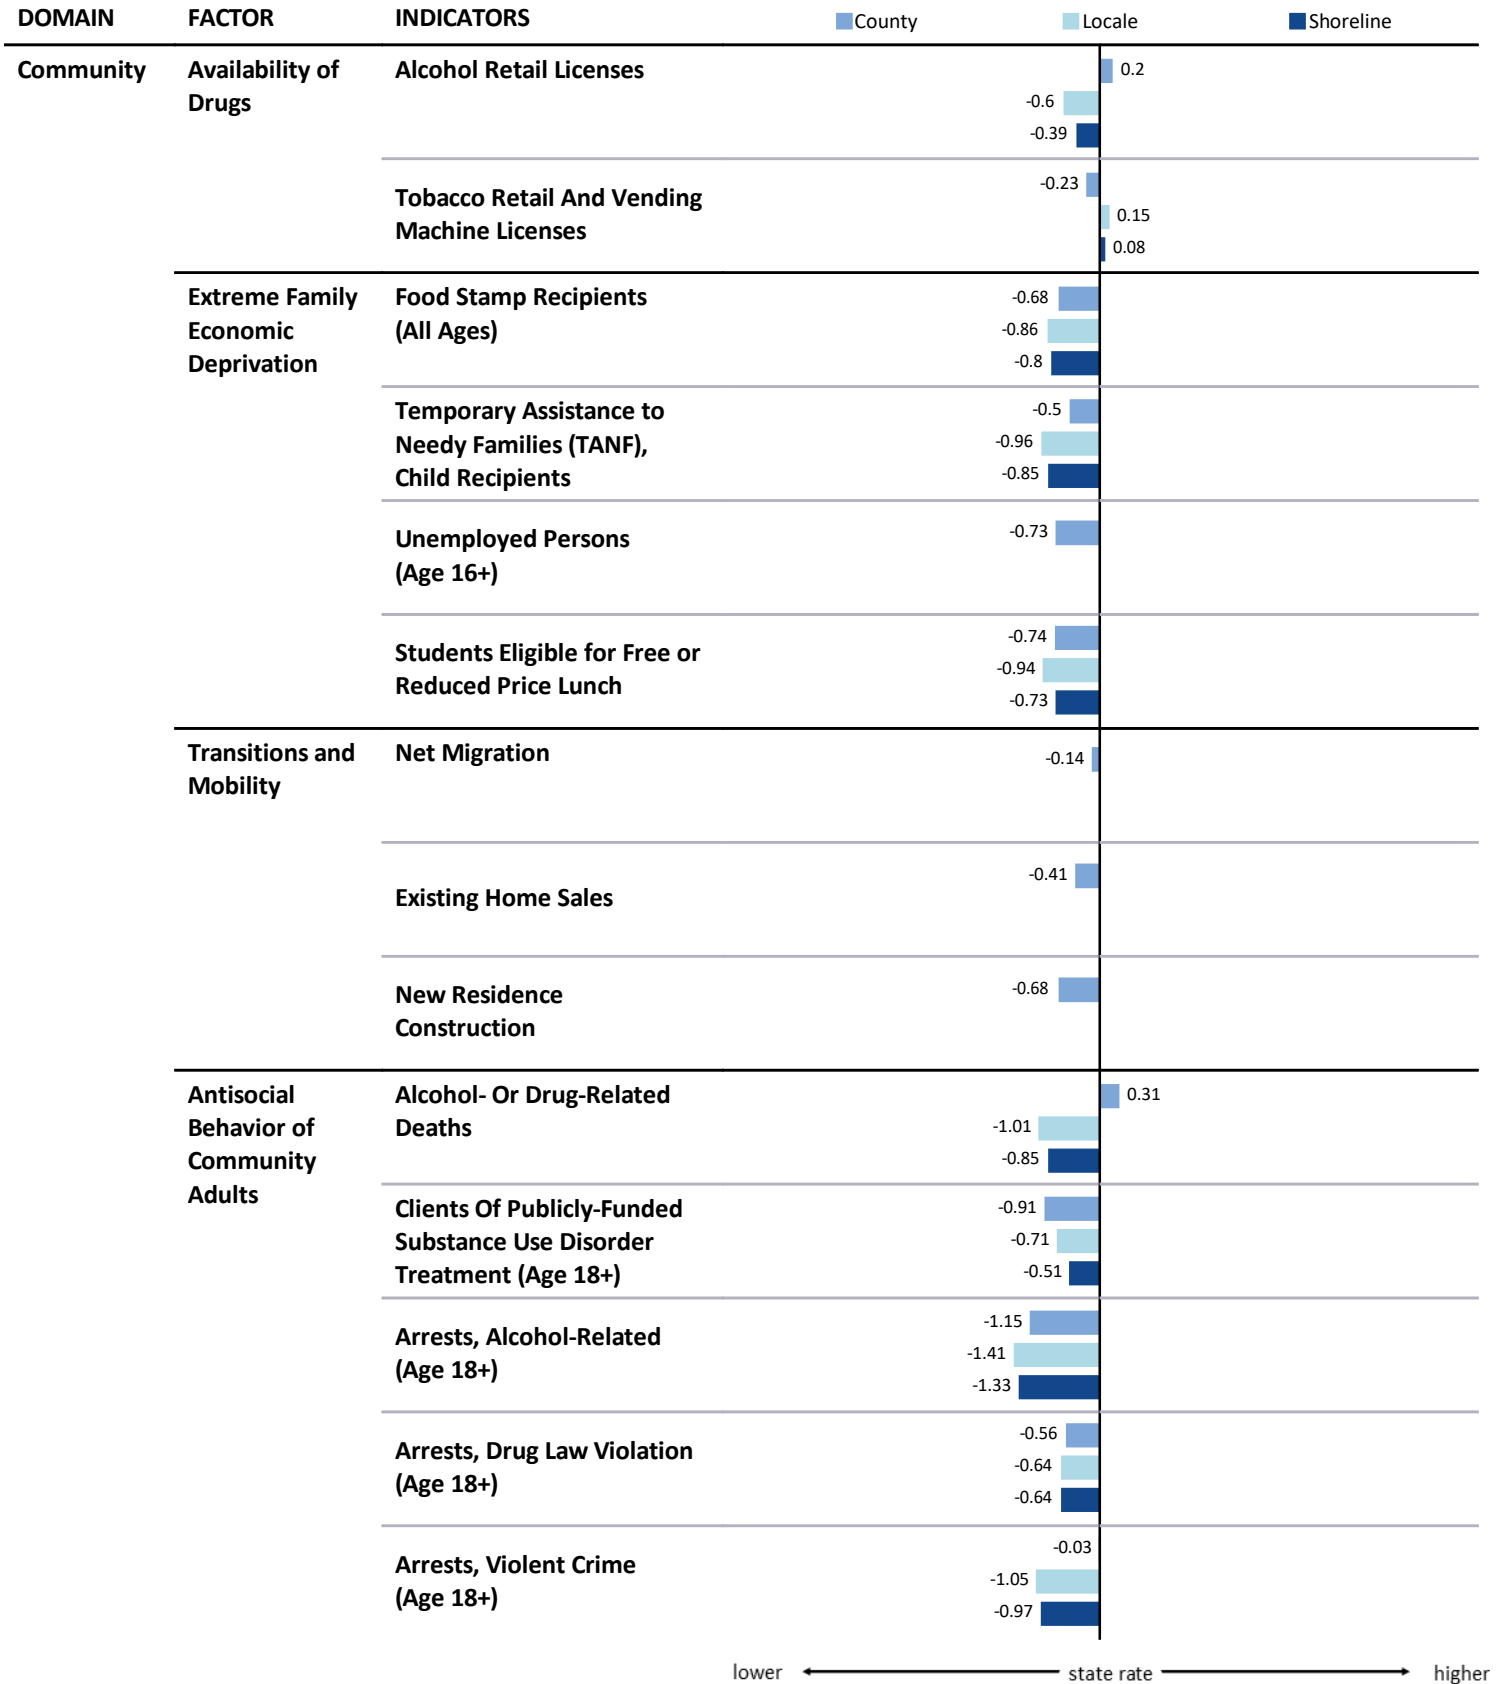 DOMAIN FACTOR INDICATORS County Locale Shoreline
Community Availability of Alcohol Retail Licenses 0.2
Drugs -0.6
-0.39
-0.23
Tobacco Retail And Vending 0.15
Machine Licenses 0.08
Extreme Family Food Stamp Recipients -0.68
Economic (All Ages) -0.86
Deprivation -0.8
Temporary Assistance to -0.5
Needy Families (TANF), -0.96
Child Recipients -0.85
Unemployed Persons -0.73
(Age 16+)
-0.74
Students Eligible for Free or -0.94
Reduced Price Lunch -0.73
Transitions and Net Migration -0.14
Mobility
-0.41
Existing Home Sales
New Residence -0.68
Construction
Antisocial Alcohol- Or Drug-Related 0.31
Behavior of Deaths -1.01
Community -0.85
Adults Clients Of Publicly-Funded -0.91
Substance Use Disorder -0.71
Treatment (Age 18+) -0.51
-1.15
Arrests, Alcohol-Related -1.41
(Age 18+) -1.33
-0.56
Arrests, Drug Law Violation -0.64
(Age 18+) -0.64
-0.03
Arrests, Violent Crime -1.05
(Age 18+) -0.97
lower state rate higher